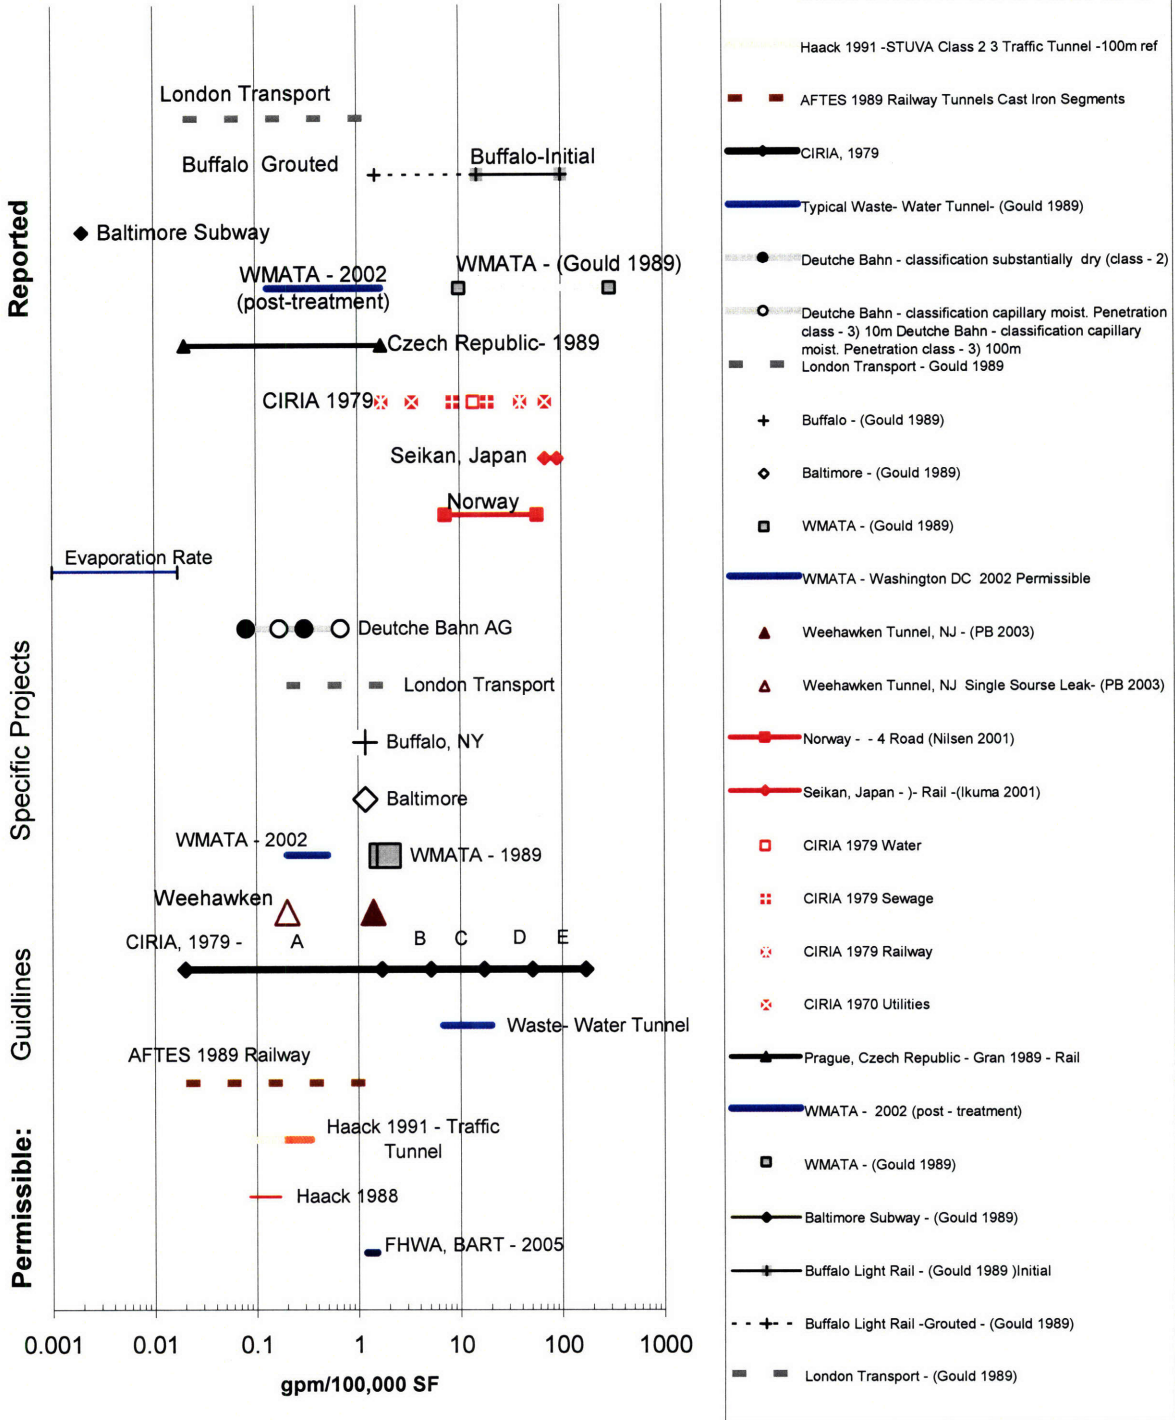 London Transport
Buffalo Grouted
Buffalo-Initial
Baltimore Subway
WMATA - 2002
(post-treatment)
WMATA - (Gould 1989)
Czech Republic- 1989
CIRIA 1979
Seikan, Japan
Norway
Evaporation Rate
Deutche Bahn AG
London Transport
Buffalo, NY
Baltimore
WMATA - 2002
WMATA - 1989
Weehawken
CIRIA, 1979 - A B C D E
Waste- Water Tunnel
AFTES 1989 Railway
Haack 1991 - Traffic
Tunnel
Haack 1988
FHWA, BART - 2005
Reported
Specific Projects
Guidlines
Permissible:
0.001 0.01 0.1 1 10 100 1000
gpm/100,000 SF
Haack 1991 -STUVA Class 2 3 Traffic Tunnel -100m ref
AFTES 1989 Railway Tunnels Cast Iron Segments
CIRIA, 1979
Typical Waste- Water Tunnel- (Gould 1989)
Deutche Bahn - classification substantially dry (class - 2)
Deutche Bahn - classification capillary moist. Penetration
class - 3) 10m Deutche Bahn - classification capillary
moist. Penetration class - 3) 100m
London Transport - Gould 1989
Buffalo - (Gould 1989)
Baltimore - (Gould 1989)
WMATA - (Gould 1989)
WMATA - Washington DC 2002 Permissible
Weehawken Tunnel, NJ - (PB 2003)
Weehawken Tunnel, NJ Single Sourse Leak- (PB 2003)
Norway - - 4 Road (Nilsen 2001)
Seikan, Japan - )- Rail -(Ikuma 2001)
CIRIA 1979 Water
CIRIA 1979 Sewage
CIRIA 1979 Railway
CIRIA 1970 Utilities
Prague, Czech Republic - Gran 1989 - Rail
WMATA - 2002 (post - treatment)
WMATA - (Gould 1989)
Baltimore Subway - (Gould 1989)
Buffalo Light Rail - (Gould 1989 )Initial
Buffalo Light Rail -Grouted - (Gould 1989)
London Transport - (Gould 1989)